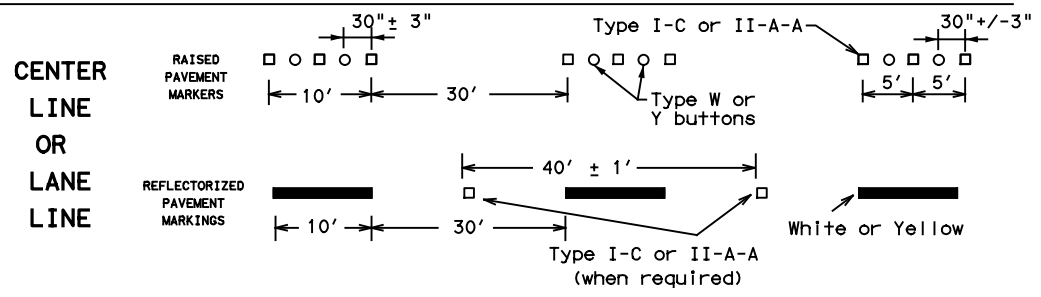 CENTER
LINE
OR
LANE
LINE
RAISED
PAVEMENT
MARKERS
30"± 3"
10'
30'
Type I-C or II-A-A
Type W or
Y buttons
30"+/-3"
5'
5'
REFLECTORIZED
PAVEMENT
MARKINGS
10'
30'
40' ± 1'
Type I-C or II-A-A
(when required)
White or Yellow